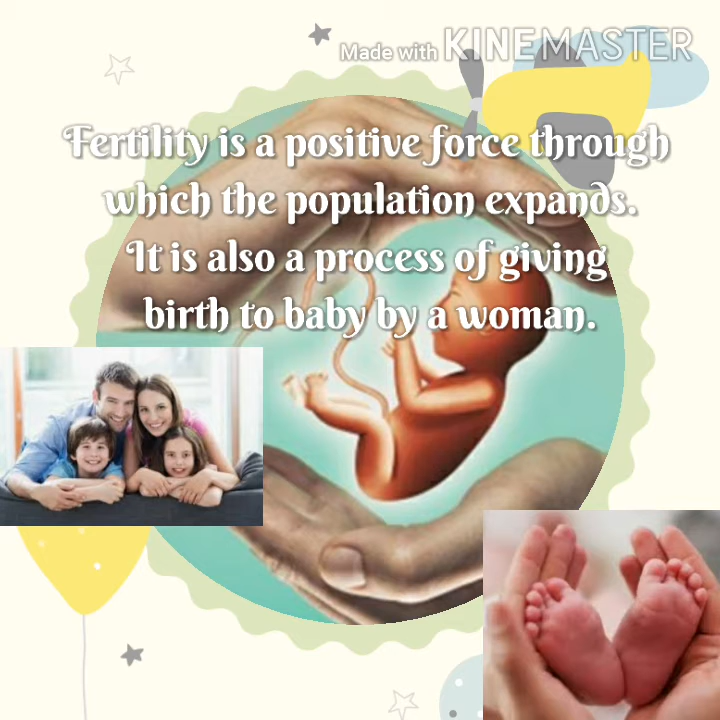 Made with KINEMASTER
Fertility is a positive force through
which the population expands.
It is also a process of giving
birth to baby by a woman.